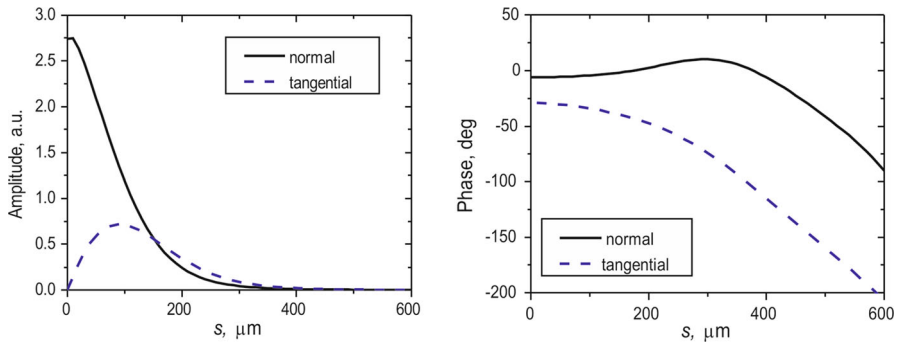 3.0
2.5
2.0
1.5
1.0
0.5
0.0
Amplitude, a.u.
normal
tangential
0
200
400
600
s, μm
50
0
-50
-100
-150
-200
Phase, deg
normal
tangential
0
200
400
600
s, μm